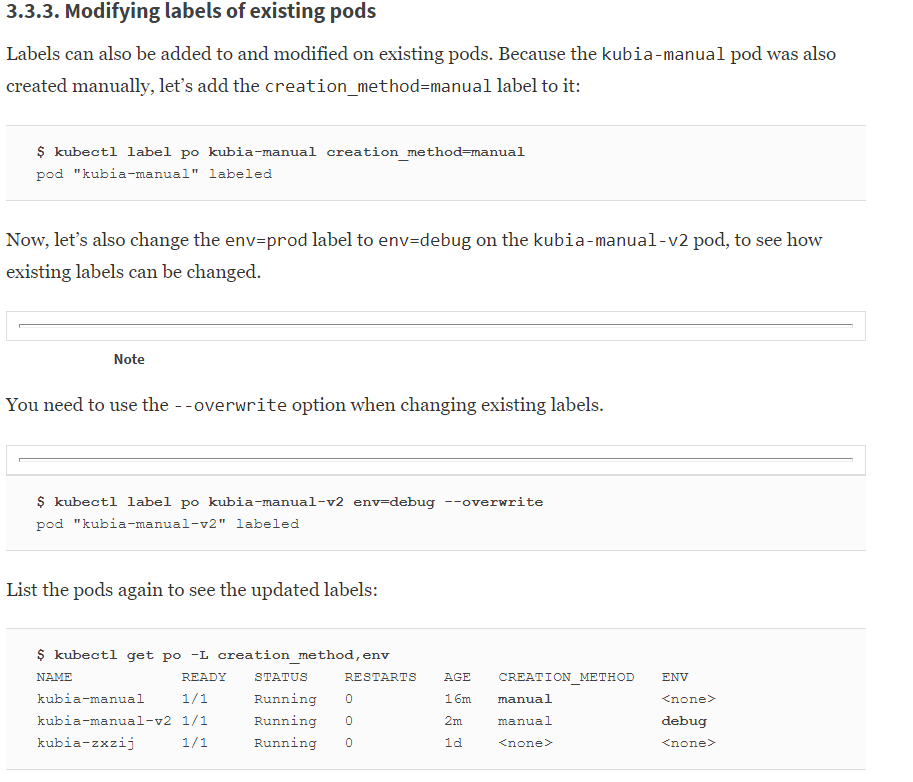 3.3.3. Modifying labels of existing pods
Labels can also be added to and modified on existing pods. Because the kubia-manual pod was also
created manually, let’s add the creation_method=manual label to it:
$ kubectl label po kubia-manual creation_method=manual
pod "kubia-manual" labeled
Now, let’s also change the env=prod label to env=debug on the kubia-manual-v2 pod, to see how
existing labels can be changed.
Note
You need to use the --overwrite option when changing existing labels.
$ kubectl label po kubia-manual-v2 env=debug --overwrite
pod "kubia-manual-v2" labeled
List the pods again to see the updated labels:
$ kubectl get po -L creation_method,env
NAME READY STATUS RESTARTS AGE CREATION_METHOD ENV
kubia-manual 1/1 Running 0 16m manual <none>
kubia-manual-v2 1/1 Running 0 2m manual debug
kubia-zxzij 1/1 Running 0 1d <none> <none>